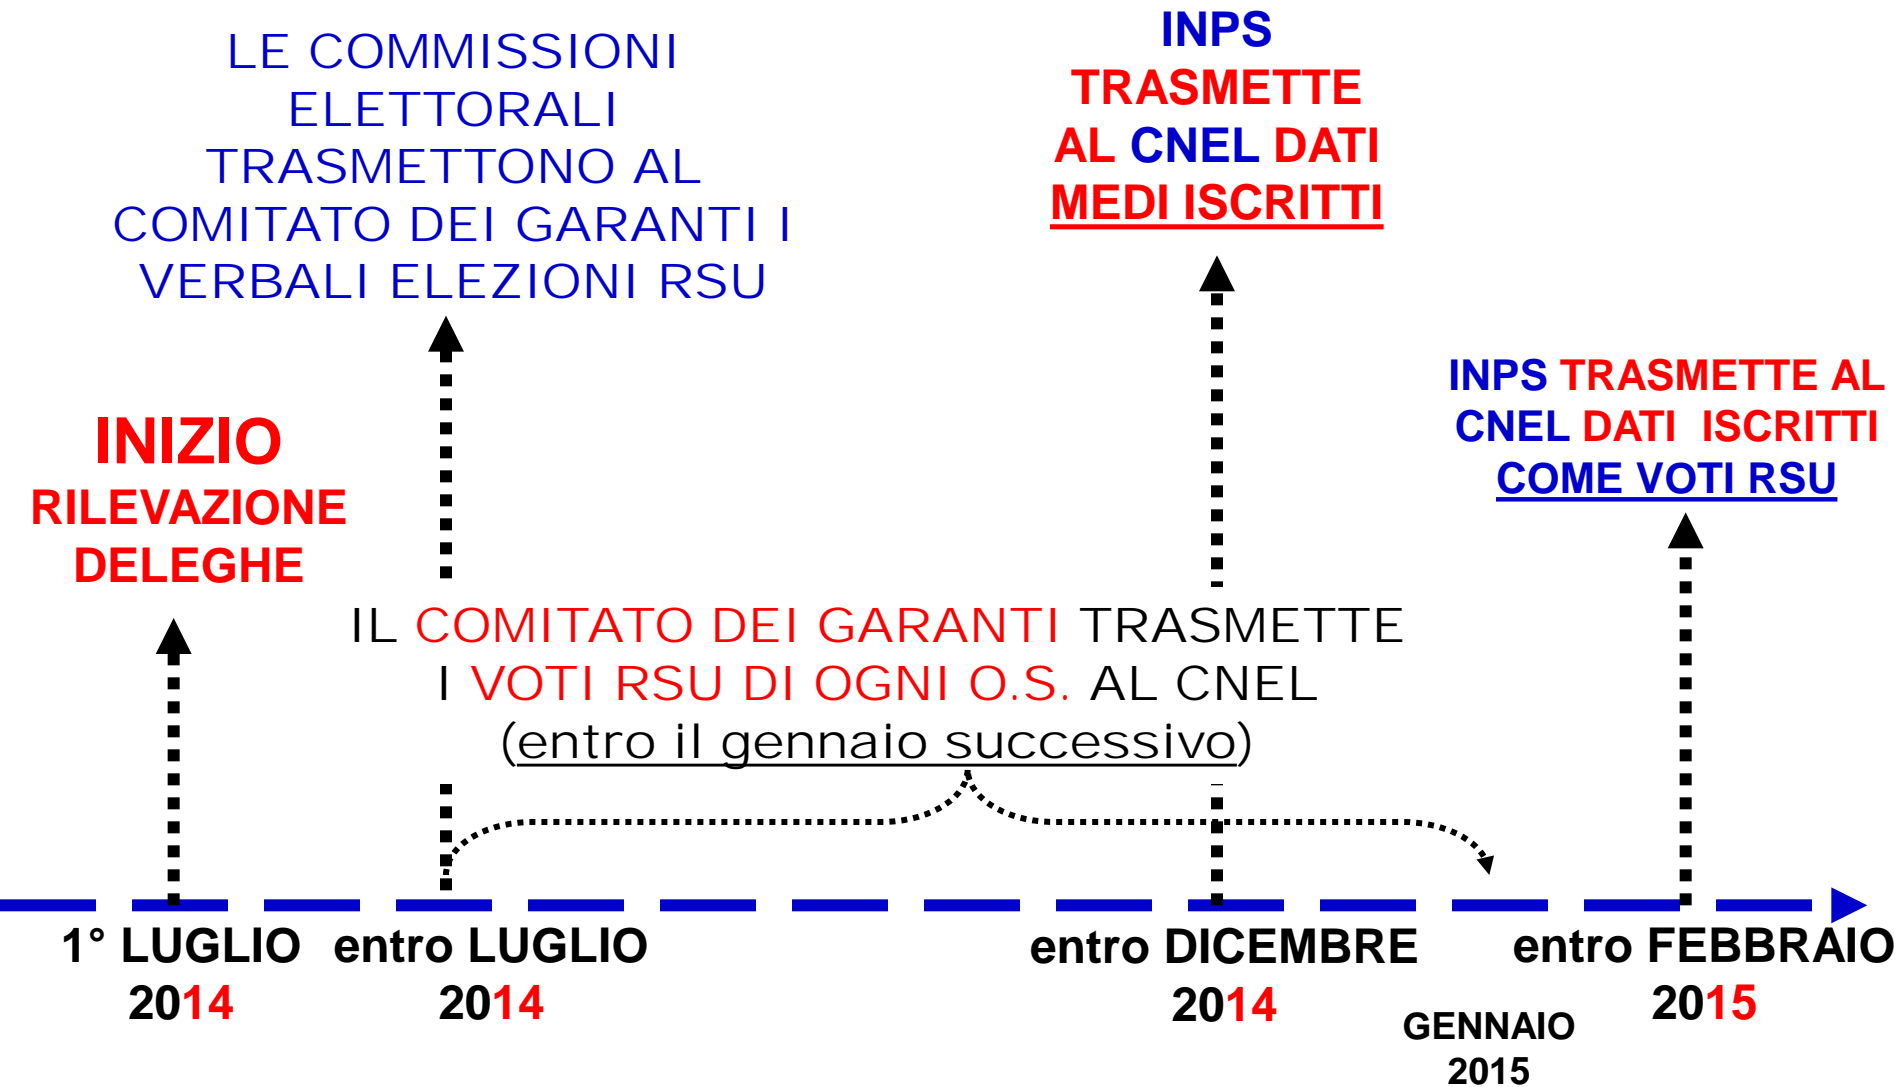 LE COMMISSIONI
ELETTORALI
TRASMETTONO AL
COMITATO DEI GARANTI I
VERBALI ELEZIONI RSU
INPS
TRASMETTE
AL CNEL DATI
MEDI ISCRITTI
INPS TRASMETTE AL
CNEL DATI ISCRITTI
COME VOTI RSU
INIZIO
RILEVAZIONE
DELEGHE
IL COMITATO DEI GARANTI TRASMETTE
I VOTI RSU DI OGNI O.S. AL CNEL
(entro il gennaio successivo)
1° LUGLIO
2014
entro LUGLIO
2014
entro DICEMBRE
2014
GENNAIO
2015
entro FEBBRAIO
2015